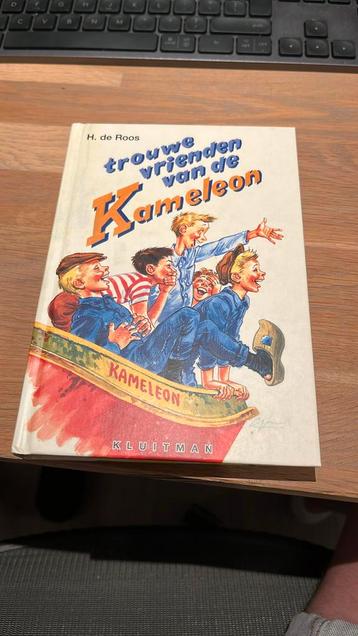 H. de Roos
trouwe
vrienden
van de
Kameleon
KAMELEON
KLUITMAN